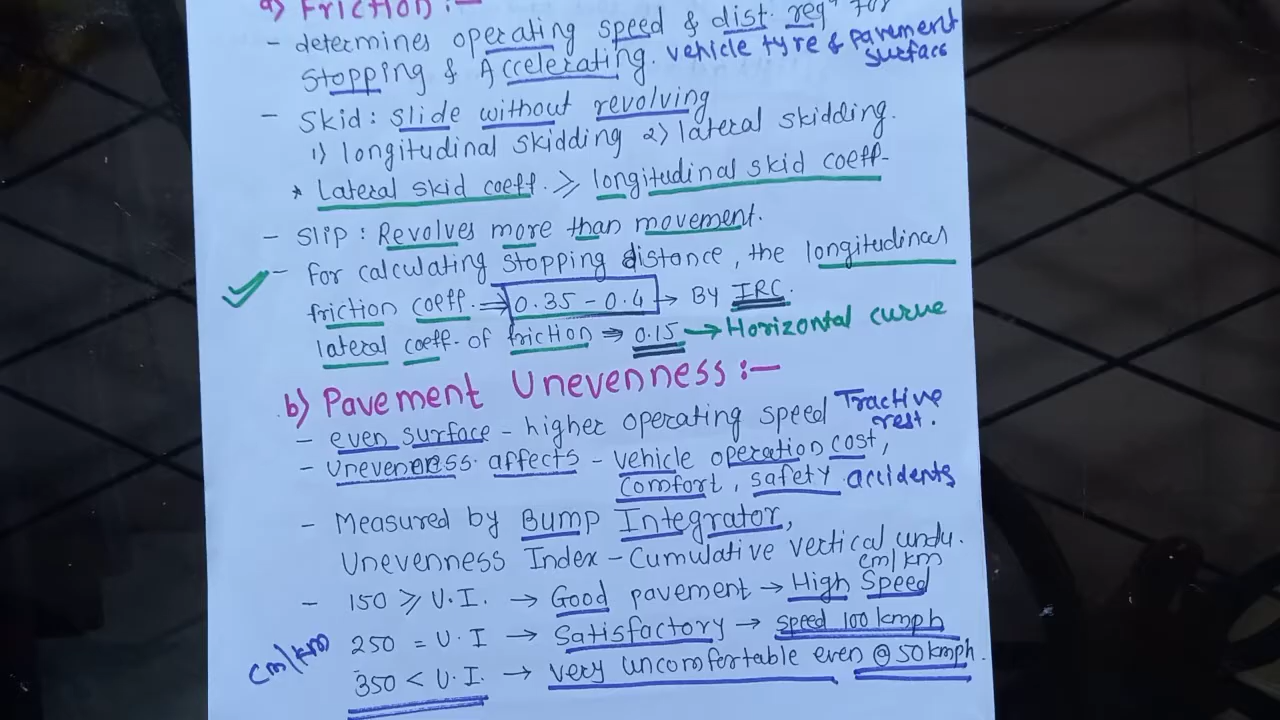 a) Friction :-
- determines operating speed & dist. reqⁿ for
stopping & Accelerating. vehicle tyre & pavement surface
- Skid : slide without revolving
1) longitudinal skidding 2) lateral skidding.
* Lateral skid coeff. ⩾ longitudinal skid coeff-
- Slip : Revolves more than movement.
- For calculating stopping distance, the longitudinal
friction coeff. ⇒ 0.35 - 0.4 → By IRC.
lateral coeff- of friction ⇒ 0.15 → Horizontal curve
b) Pavement Unevenness :-
- even surface - higher operating speed Tractive rest.
- Uneveness affects - vehicle operation cost,
comfort, safety accidents
- Measured by Bump Integrator,
Unevenness Index - Cumulative vertical undu. cm/km
- 150 ⩾ U.I. → Good pavement → High Speed
cm/km 250 = U.I → Satisfactory → speed 100 kmph
350 < U.I. → very uncomfortable even @ 50 kmph.